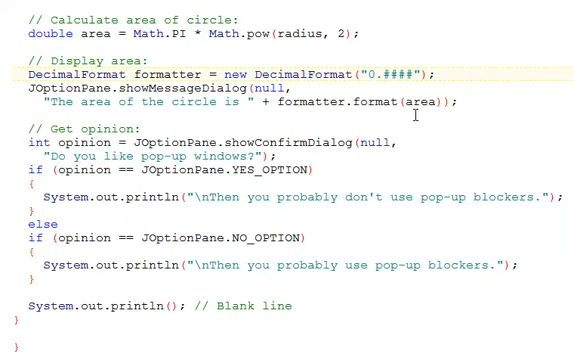 // Calculate area of circle:
double area = Math.PI * Math.pow(radius, 2);
// Display area:
DecimalFormat formatter = new DecimalFormat("0.####");
JOptionPane.showMessageDialog(null,
"The area of the circle is " + formatter.format(area));
// Get opinion:
int opinion = JOptionPane.showConfirmDialog(null,
"Do you like pop-up windows?");
if (opinion == JOptionPane.YES_OPTION)
{
System.out.println("\nThen you probably don't use pop-up blockers.");
}
else
if (opinion == JOptionPane.NO_OPTION)
{
System.out.println("\nThen you probably use pop-up blockers.");
}
System.out.println(); // Blank line
}
}